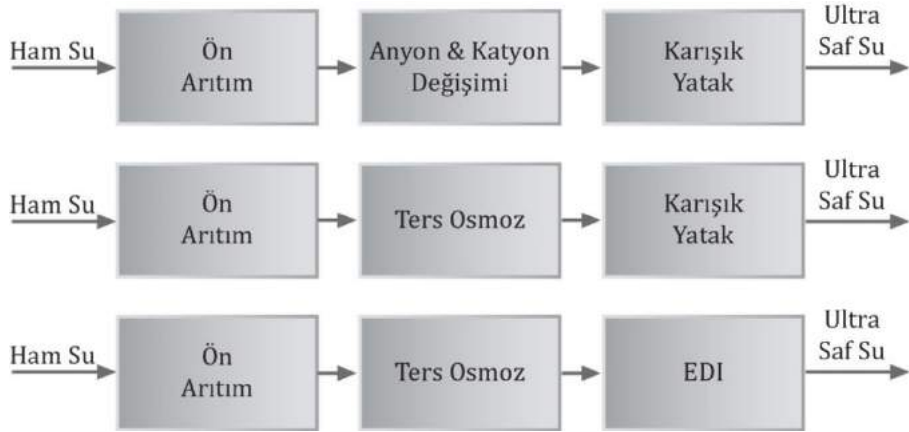 Ham Su
Ön
Arıtım
Anyon & Katyon
Değişimi
Karışık
Yatak
Ultra
Saf Su
Ham Su
Ön
Arıtım
Ters Osmoz
Karışık
Yatak
Ultra
Saf Su
Ham Su
Ön
Arıtım
Ters Osmoz
EDI
Ultra
Saf Su